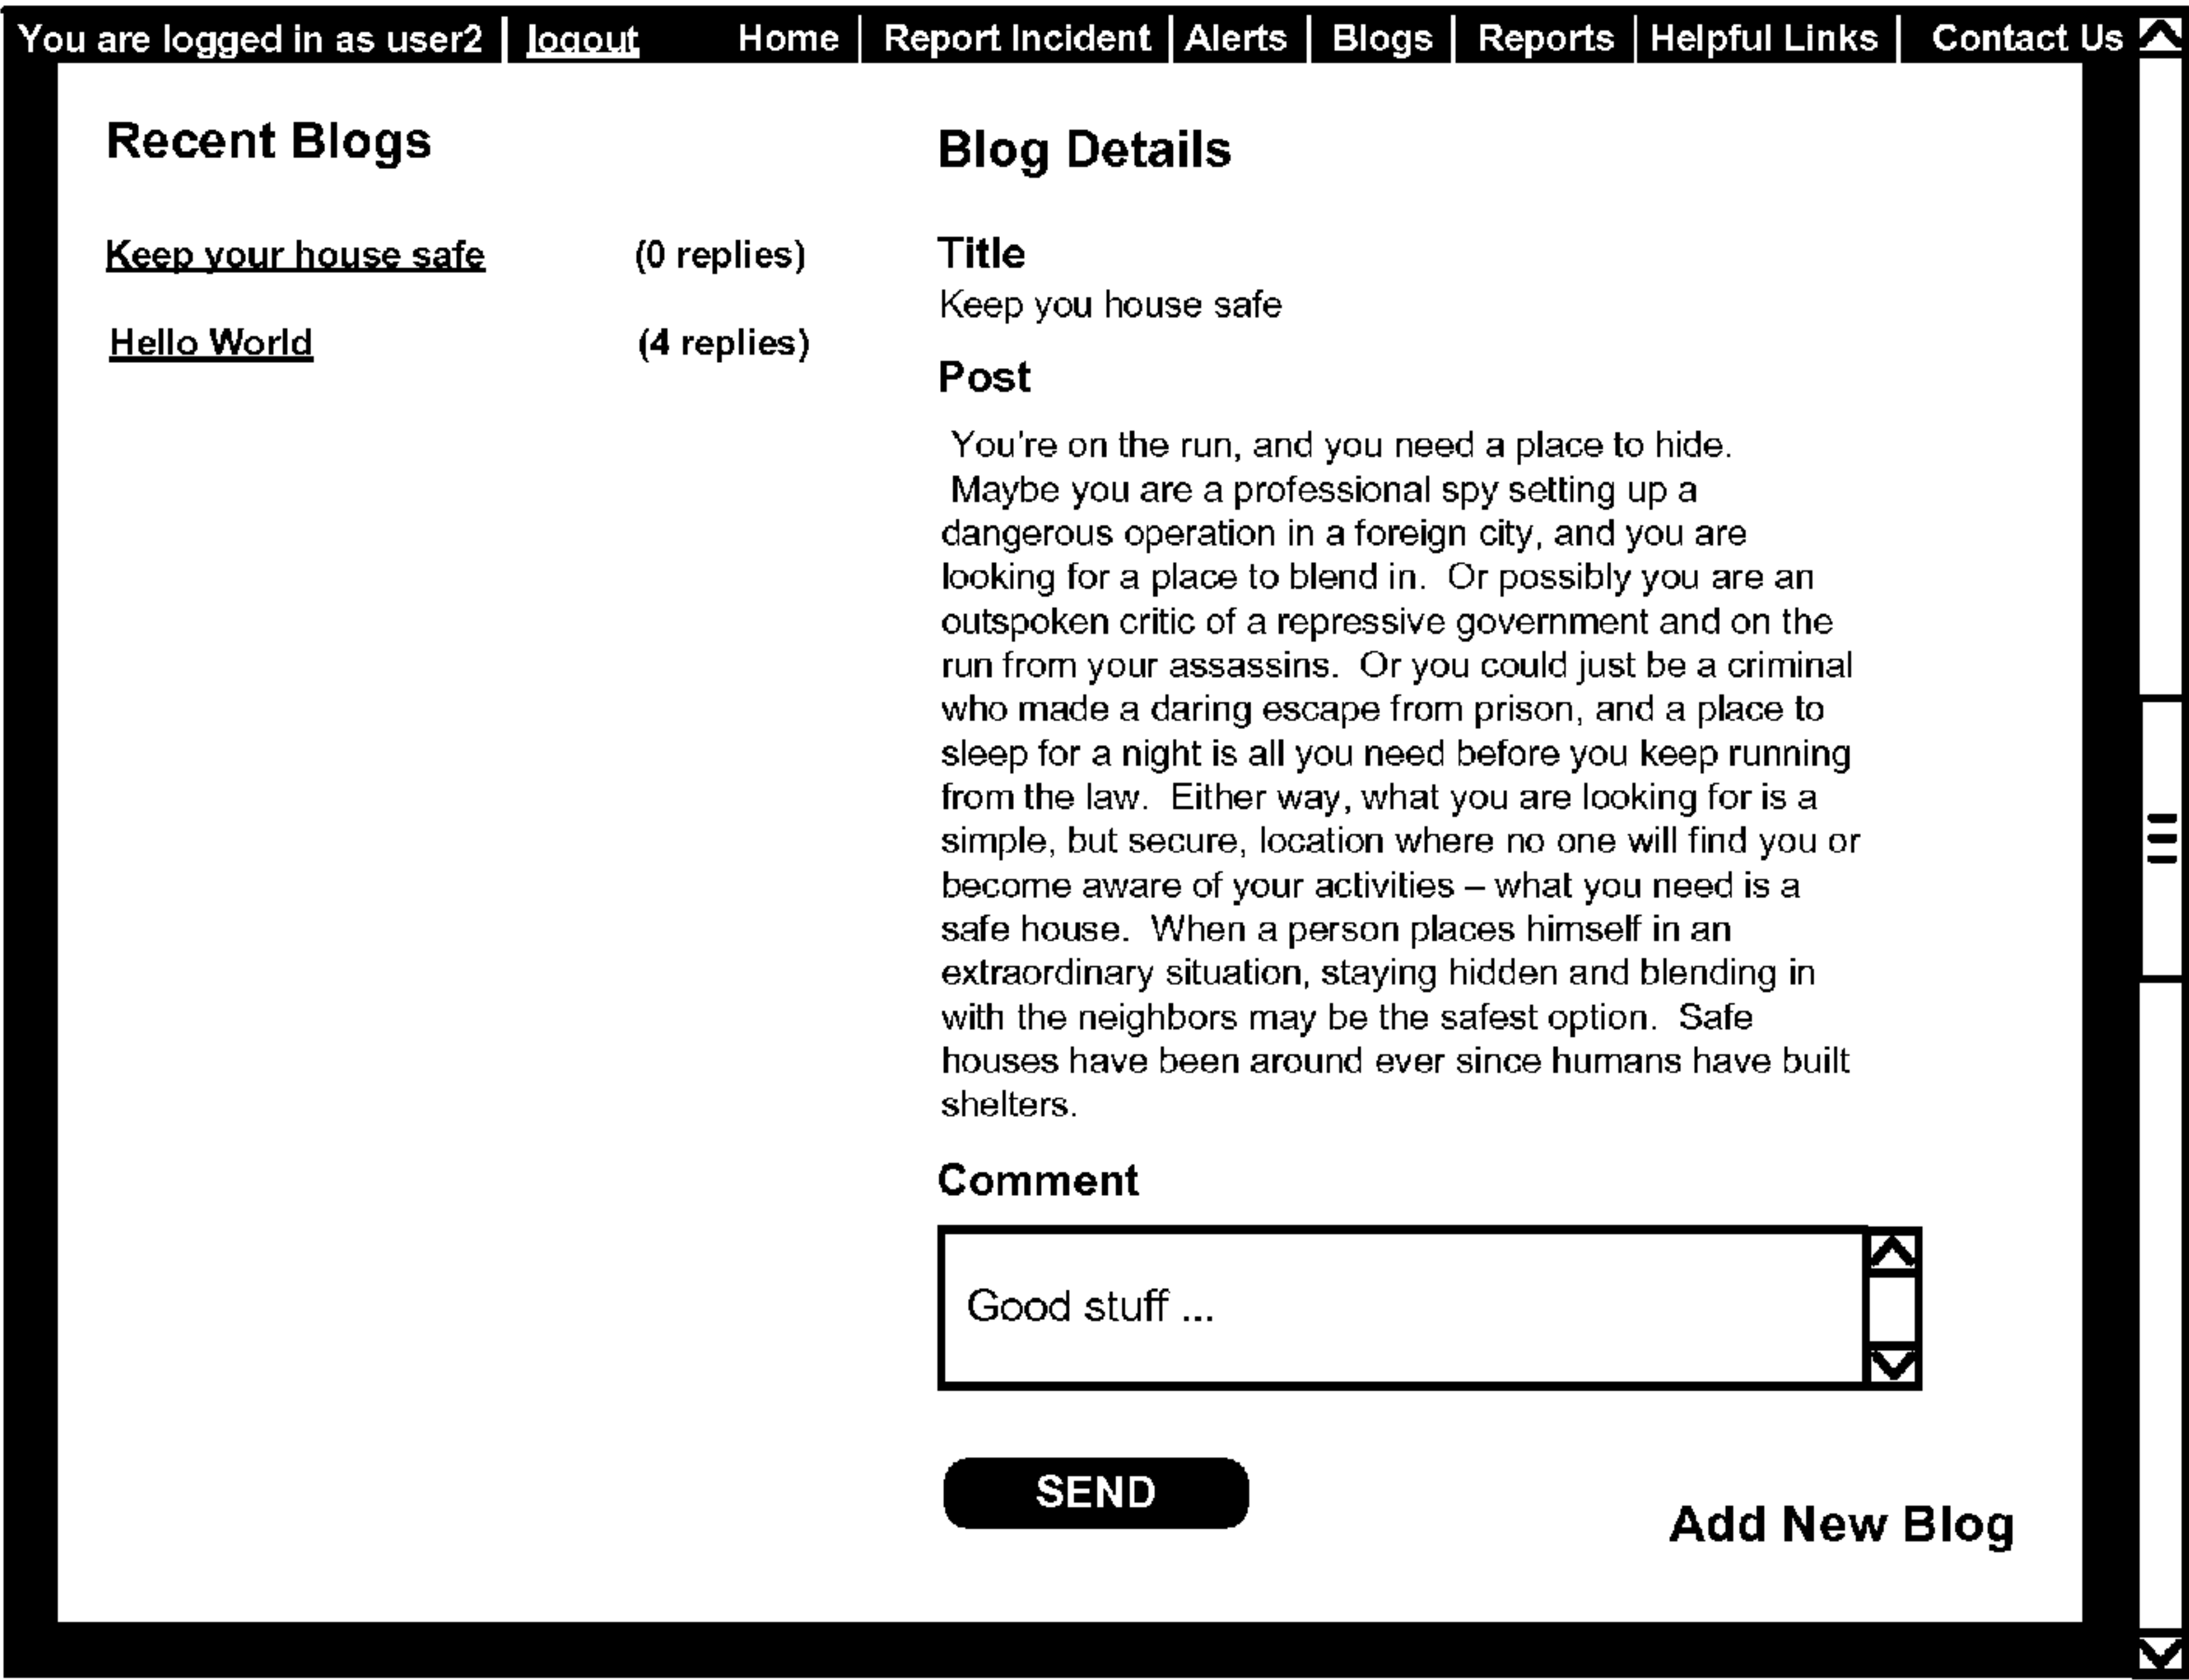 You are logged in as user2 | logout Home | Report Incident | Alerts | Blogs | Reports | Helpful Links | Contact Us
Recent Blogs
Keep your house safe (0 replies)
Hello World (4 replies)
Blog Details
Title
Keep you house safe
Post
You're on the run, and you need a place to hide.
Maybe you are a professional spy setting up a
dangerous operation in a foreign city, and you are
looking for a place to blend in. Or possibly you are an
outspoken critic of a repressive government and on the
run from your assassins. Or you could just be a criminal
who made a daring escape from prison, and a place to
sleep for a night is all you need before you keep running
from the law. Either way, what you are looking for is a
simple, but secure, location where no one will find you or
become aware of your activities – what you need is a
safe house. When a person places himself in an
extraordinary situation, staying hidden and blending in
with the neighbors may be the safest option. Safe
houses have been around ever since humans have built
shelters.
Comment
Good stuff ...
SEND
Add New Blog